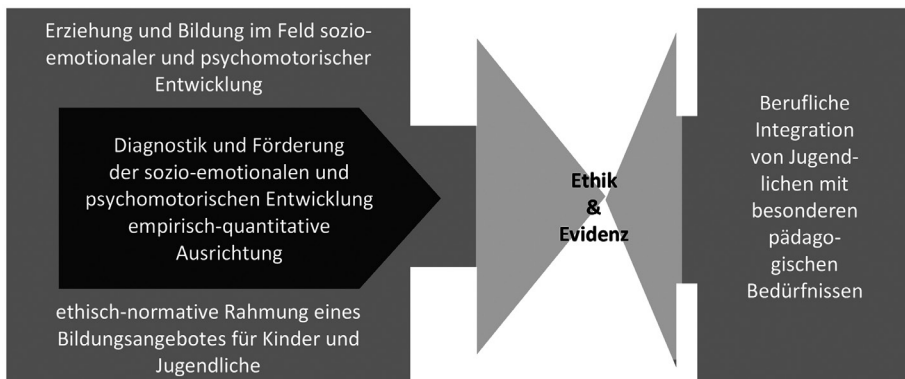 Erziehung und Bildung im Feld sozio-
emotionaler und psychomotorischer
Entwicklung
Diagnostik und Förderung
der sozio-emotionalen und
psychomotorischen Entwicklung
empirisch-quantitative
Ausrichtung
ethisch-normative Rahmung eines
Bildungsangebotes für Kinder und
Jugendliche
Ethik
&
Evidenz
Berufliche
Integration
von Jugend-
lichen mit
besonderen
pädago-
gischen
Bedürfnissen